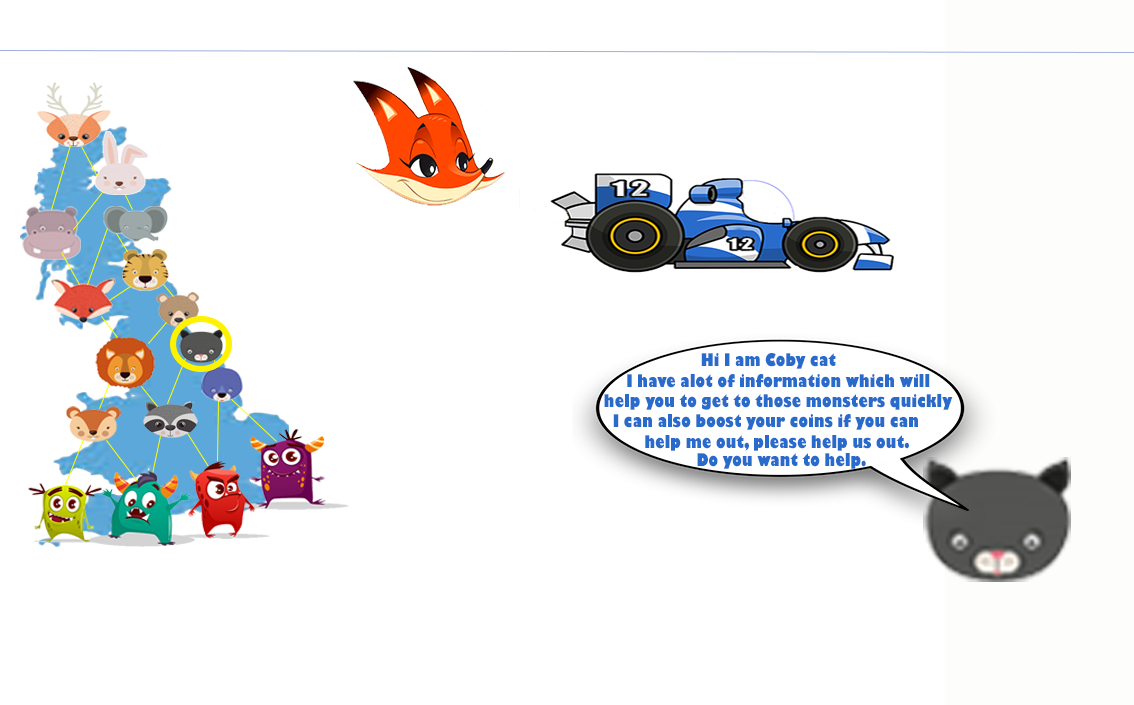 12
12
Hi I am Coby cat
I have alot of information which will
help you to get to those monsters quickly
I can also boost your coins if you can
help me out, please help us out.
Do you want to help.